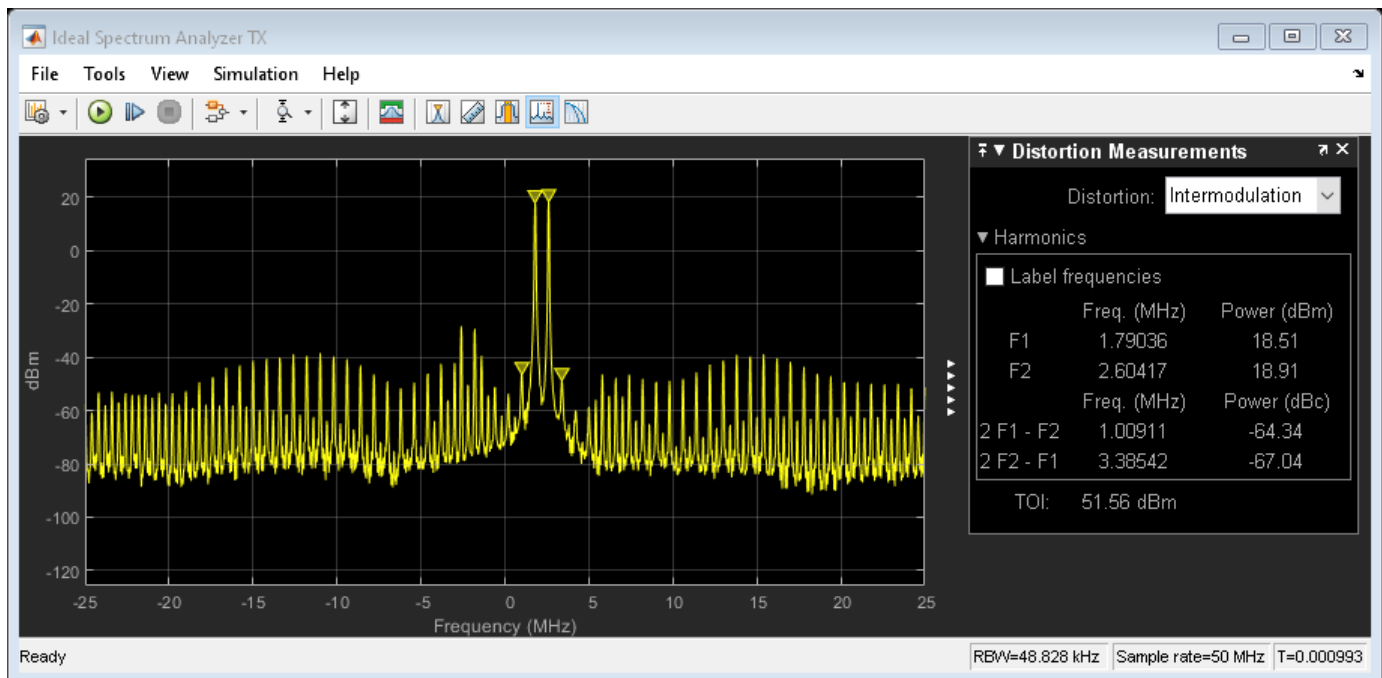 Ideal Spectrum Analyzer TX
File Tools View Simulation Help
Distortion Measurements
Distortion: Intermodulation
Harmonics
Label frequencies
Freq. (MHz) Power (dBm)
F1 1.79036 18.51
F2 2.60417 18.91
Freq. (MHz) Power (dBc)
2 F1 - F2 1.00911 -64.34
2 F2 - F1 3.38542 -67.04
TOI: 51.56 dBm
20
0
-20
-40
-60
-80
-100
-120
dBm
-25 -20 -15 -10 -5 0 5 10 15 20 25
Frequency (MHz)
Ready RBW=48.828 kHz Sample rate=50 MHz T=0.000993